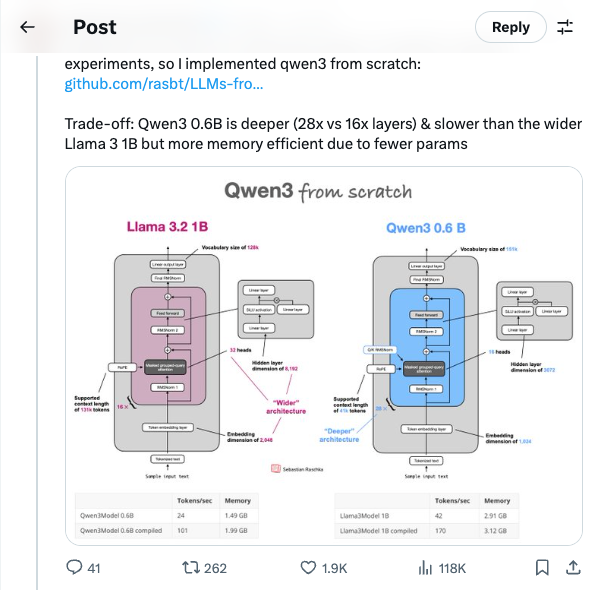 Post
Reply
experiments, so I implemented qwen3 from scratch:
github.com/rasbt/LLMs-fro...
Trade-off: Qwen3 0.6B is deeper (28x vs 16x layers) & slower than the wider
Llama 3 1B but more memory efficient due to fewer params
Qwen3 from scratch
Llama 3.2 1B
Vocabulary size of 128k
Linear output layer
Final RMSNorm
Feed forward
RMSNorm 2
Masked grouped-query
attention
RoPE
RMSNorm 1
Linear layer
SiLU activation
Linear layer
Linear layer
32 heads
Hidden layer
dimension of 8,192
Supported
context length
of 131k tokens
16 ×
"Wider"
architecture
Token embedding layer
Embedding
dimension of 2,048
Tokenized text
Sample input text
Sebastian Raschka
Qwen3 0.6 B
Vocabulary size of 151k
Linear output layer
Final RMSNorm
Feed forward
RMSNorm 2
Q/K RMSNorm
Masked grouped-query
attention
RoPE
RMSNorm 1
Linear layer
SiLU activation
Linear layer
Linear layer
16 heads
Hidden layer
dimension of 3072
Supported
context length
of 41k tokens
28 ×
"Deeper"
architecture
Token embedding layer
Embedding
dimension of 1,024
Tokenized text
Sample input text
Tokens/sec Memory
Qwen3Model 0.6B 24 1.49 GB
Qwen3Model 0.6B compiled 101 1.99 GB
Tokens/sec Memory
Llama3Model 1B 42 2.91 GB
Llama3Model 1B compiled 170 3.12 GB
41
262
1.9K
118K